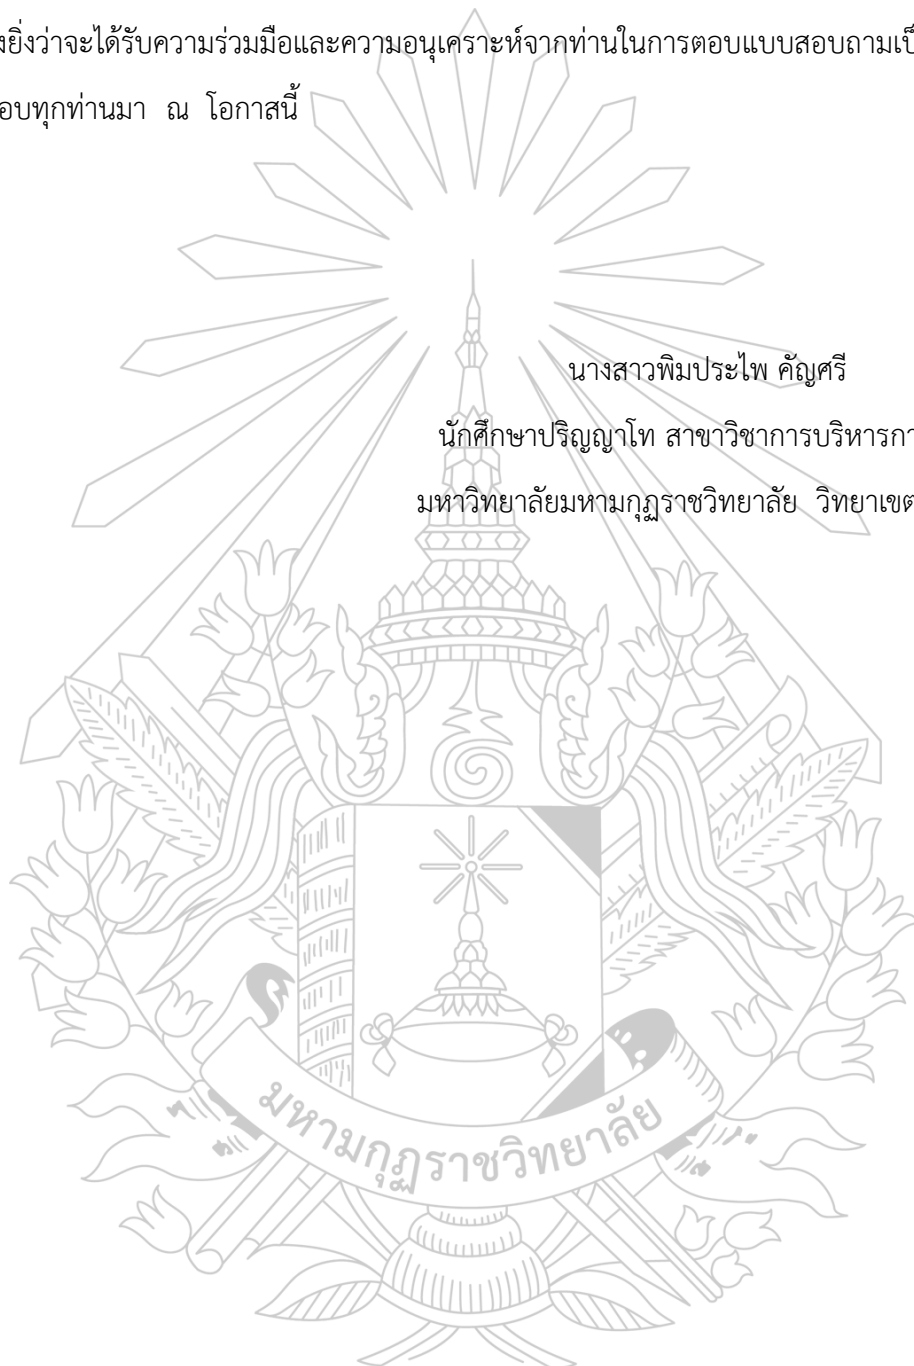 งยิ่งว่าจะได้รับความร่วมมือและความอนุเคราะห์จากท่านในการตอบแบบสอบถามเป็
อบทุกท่านมา ณ โอกาสนี้
นางสาวพิมประไพ คัญศรี
นักศึกษาปริญญาโท สาขาวิชาการบริหารกา
มหาวิทยาลัยมหามกุฏราชวิทยาลัย วิทยาเขต
มหามกุฏราชวิทยาลัย